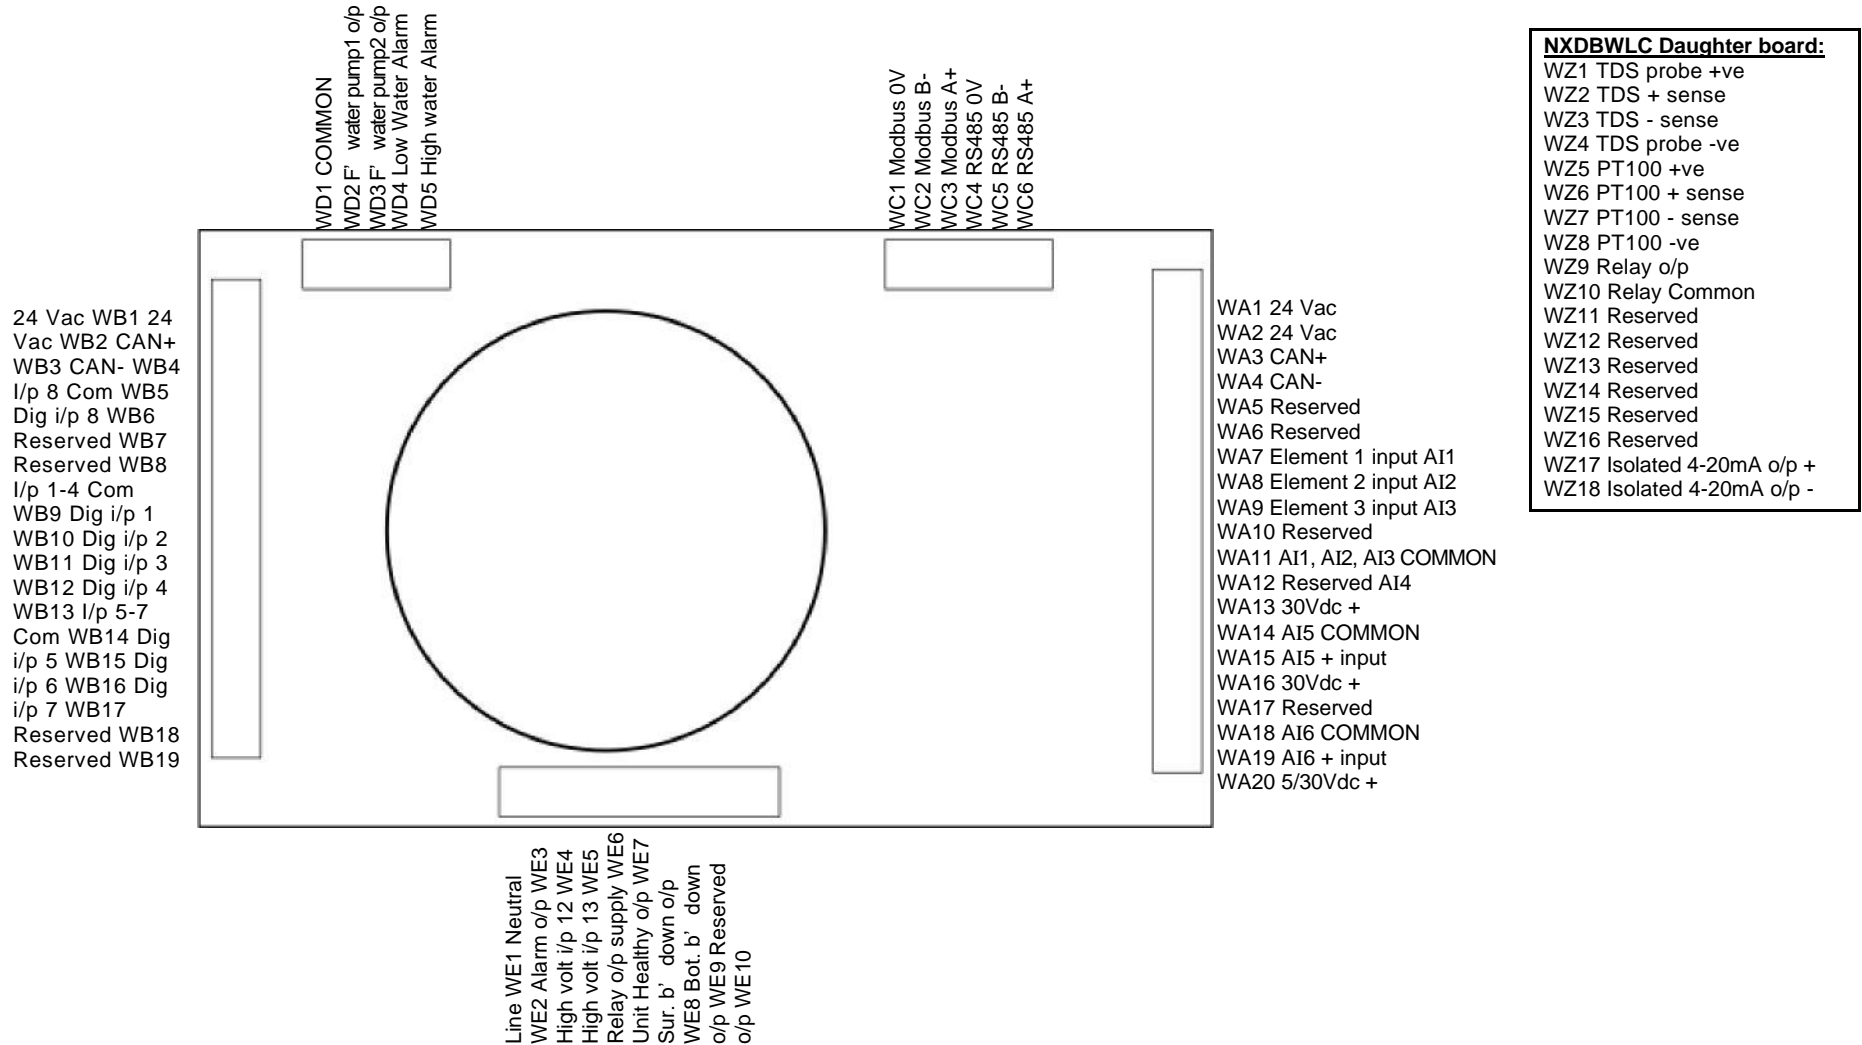 WD1 COMMON
WD2 F’ water pump1 o/p
WD3 F’ water pump2 o/p
WD4 Low Water Alarm
WD5 High water Alarm
WC1 Modbus 0V
WC2 Modbus B-
WC3 Modbus A+
WC4 RS485 0V
WC5 RS485 B-
WC6 RS485 A+
24 Vac WB1 24
Vac WB2 CAN+
WB3 CAN- WB4
I/p 8 Com WB5
Dig i/p 8 WB6
Reserved WB7
Reserved WB8
I/p 1-4 Com
WB9 Dig i/p 1
WB10 Dig i/p 2
WB11 Dig i/p 3
WB12 Dig i/p 4
WB13 I/p 5-7
Com WB14 Dig
i/p 5 WB15 Dig
i/p 6 WB16 Dig
i/p 7 WB17
Reserved WB18
Reserved WB19
WA1 24 Vac
WA2 24 Vac
WA3 CAN+
WA4 CAN-
WA5 Reserved
WA6 Reserved
WA7 Element 1 input AI1
WA8 Element 2 input AI2
WA9 Element 3 input AI3
WA10 Reserved
WA11 AI1, AI2, AI3 COMMON
WA12 Reserved AI4
WA13 30Vdc +
WA14 AI5 COMMON
WA15 AI5 + input
WA16 30Vdc +
WA17 Reserved
WA18 AI6 COMMON
WA19 AI6 + input
WA20 5/30Vdc +
Line WE1 Neutral
WE2 Alarm o/p WE3
High volt i/p 12 WE4
High volt i/p 13 WE5
Relay o/p supply WE6
Unit Healthy o/p WE7
Sur. b’ down o/p
WE8 Bot. b’ down
o/p WE9 Reserved
o/p WE10
NXDBWLC Daughter board:
WZ1 TDS probe +ve
WZ2 TDS + sense
WZ3 TDS - sense
WZ4 TDS probe -ve
WZ5 PT100 +ve
WZ6 PT100 + sense
WZ7 PT100 - sense
WZ8 PT100 -ve
WZ9 Relay o/p
WZ10 Relay Common
WZ11 Reserved
WZ12 Reserved
WZ13 Reserved
WZ14 Reserved
WZ15 Reserved
WZ16 Reserved
WZ17 Isolated 4-20mA o/p +
WZ18 Isolated 4-20mA o/p -